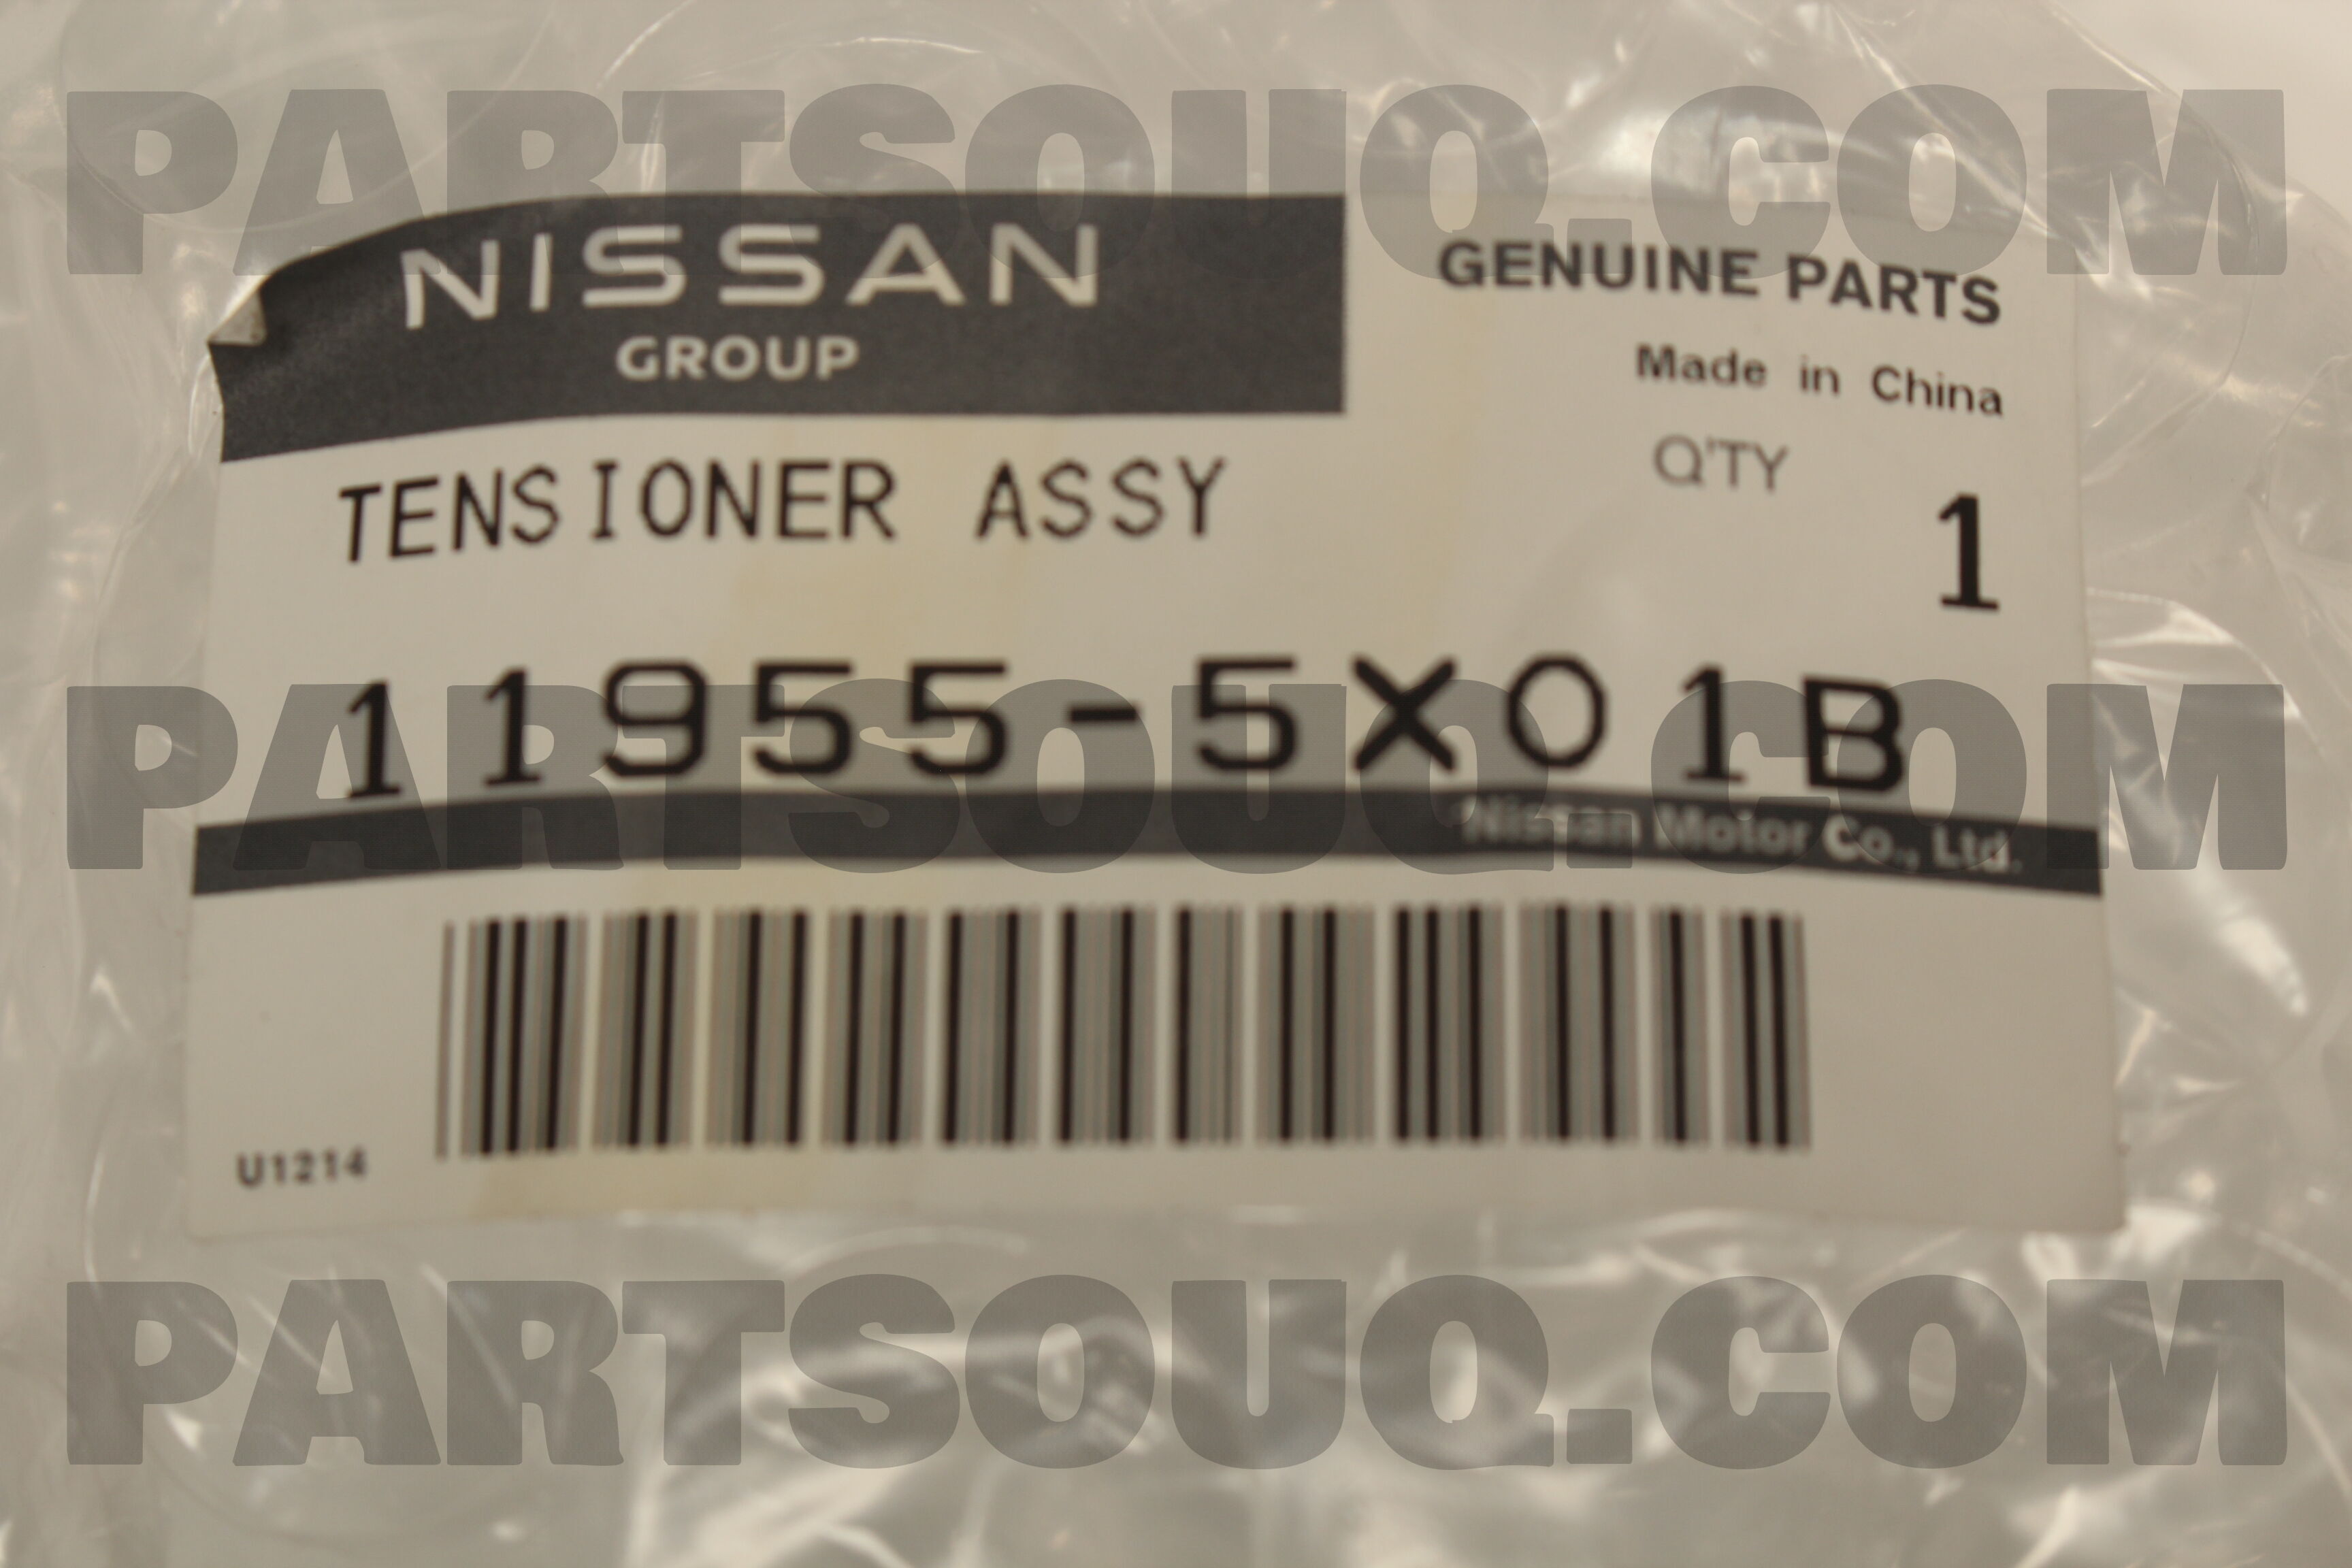 PARTSOUQ.COM
NISSAN
GROUP
GENUINE PARTS
Made in China
Q'TY
1
TENSIONER ASSY
11955-5X01B
PARTSOUQ.COM
Nissan Motor Co., Ltd.
U1214
PARTSOUQ.COM